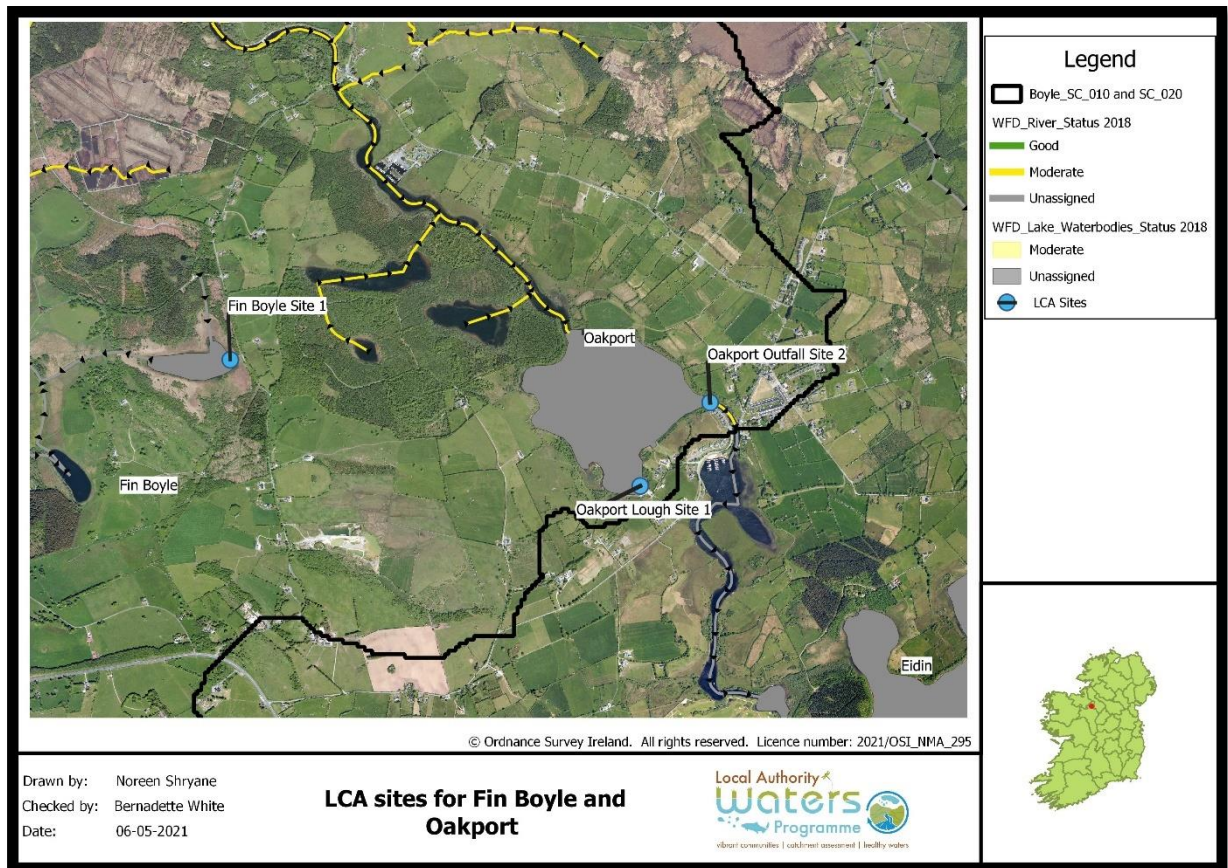 Fin Boyle Site 1
Oakport
Oakport Outfall Site 2
Fin Boyle
Oakport Lough Site 1
Eidin
© Ordnance Survey Ireland. All rights reserved. Licence number: 2021/OSI_NMA_295
Legend
Boyle_SC_010 and SC_020
WFD_River_Status 2018
Good
Moderate
Unassigned
WFD_Lake_Waterbodies_Status 2018
Moderate
Unassigned
LCA Sites
Drawn by: Noreen Shryane
Checked by: Bernadette White
Date: 06-05-2021
LCA sites for Fin Boyle and
Oakport
Local Authority
Waters
Programme
vibrant communities | catchment assessment | healthy waters